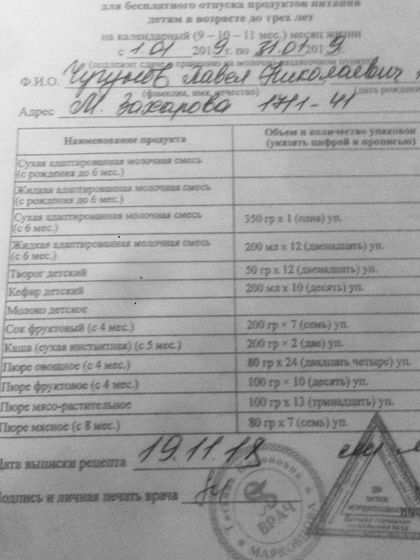 для бесплатного отпуска продуктов питания
детям в возрасте до трех лет
на календарный (9 – 10 – 11 мес.) месяц жизни
с 1.01 2019 г. по 31.01 2019.
Ф.И.О. Чугунов Павел Николаевич
(фамилия, имя, отчество) (дата рождения)
Адрес М. Захарова 17/1-41
Наименование продукта Объем и количество упаковок (указать цифрой и прописью)
Сухая адаптированная молочная смесь
(с рождения до 6 мес.)
Жидкая адаптированная молочная смесь
(с рождения до 6 мес.)
Сухая адаптированная молочная смесь
(с 6 мес.) 350 гр х 1 (одна) уп.
Жидкая адаптированная молочная смесь
(с 6 мес.) 200 мл х 12 (двенадцать) уп.
Творог детский 50 гр х 12 (двенадцать) уп.
Кефир детский 200 мл х 10 (десять) уп.
Молоко детское
Сок фруктовый (с 4 мес.) 200 гр × 7 (семь) уп.
Каша (сухая инстантная) (с 5 мес.) 200 гр × 2 (две) уп.
Пюре овощное (с 4 мес.) 80 гр х 24 (двадцать четыре) уп.
Пюре фруктовое (с 4 мес.) 100 гр × 10 (десять) уп.
Пюре мясо-растительное 100 гр х 13 (тринадцать) уп.
Пюре мясное (с 8 мес.) 80 гр х 7 (семь) уп.
Дата выписки рецепта 19.11.18
Подпись и личная печать врача
ВРАЧ